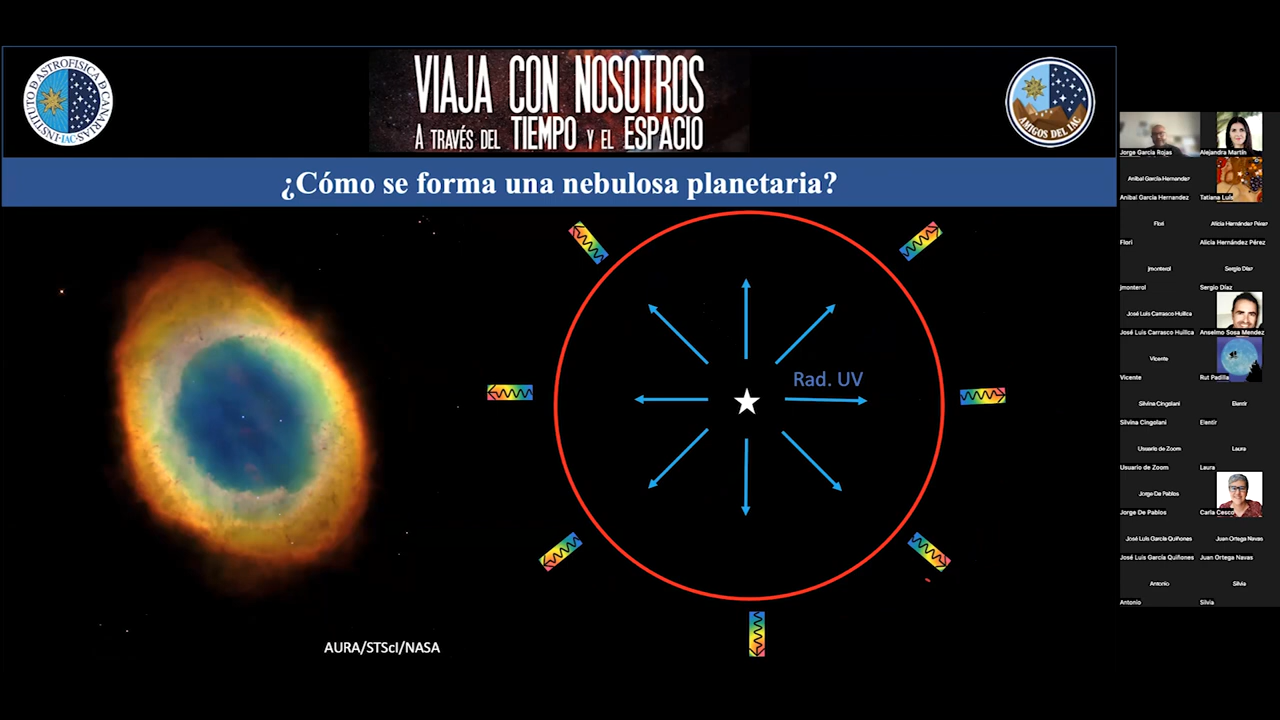 INSTITUTO D ASTROFISICA D CANARIAS · IAC ·
VIAJA CON NOSOTROS
A TRAVÉS DEL TIEMPO Y EL ESPACIO
AMIGOS DEL IAC
¿Cómo se forma una nebulosa planetaria?
Rad. UV
AURA/STScI/NASA
Jorge García Rojas
Alejandra Martín
Aníbal García Hernandez
Aníbal García Hernandez
Tatiana Luis
Flori
Alicia Hernández Pérez
Flori
Alicia Hernández Pérez
jmonterol
Sergio Díaz
jmonterol
Sergio Díaz
José Luis Carrasco Huillca
José Luis Carrasco Huillca
Anselmo Sosa Mendez
Vicente
Vicente
Rut Padilla
Silvina Cingolani
Elentir
Silvina Cingolani
Elentir
Usuario de Zoom
Laura
Usuario de Zoom
Laura
Jorge De Pablos
Jorge De Pablos
Carla Cesco
José Luis García Quiñones
Juan Ortega Navas
José Luis García Quiñones
Juan Ortega Navas
Antonio
Silvia
Antonio
Silvia